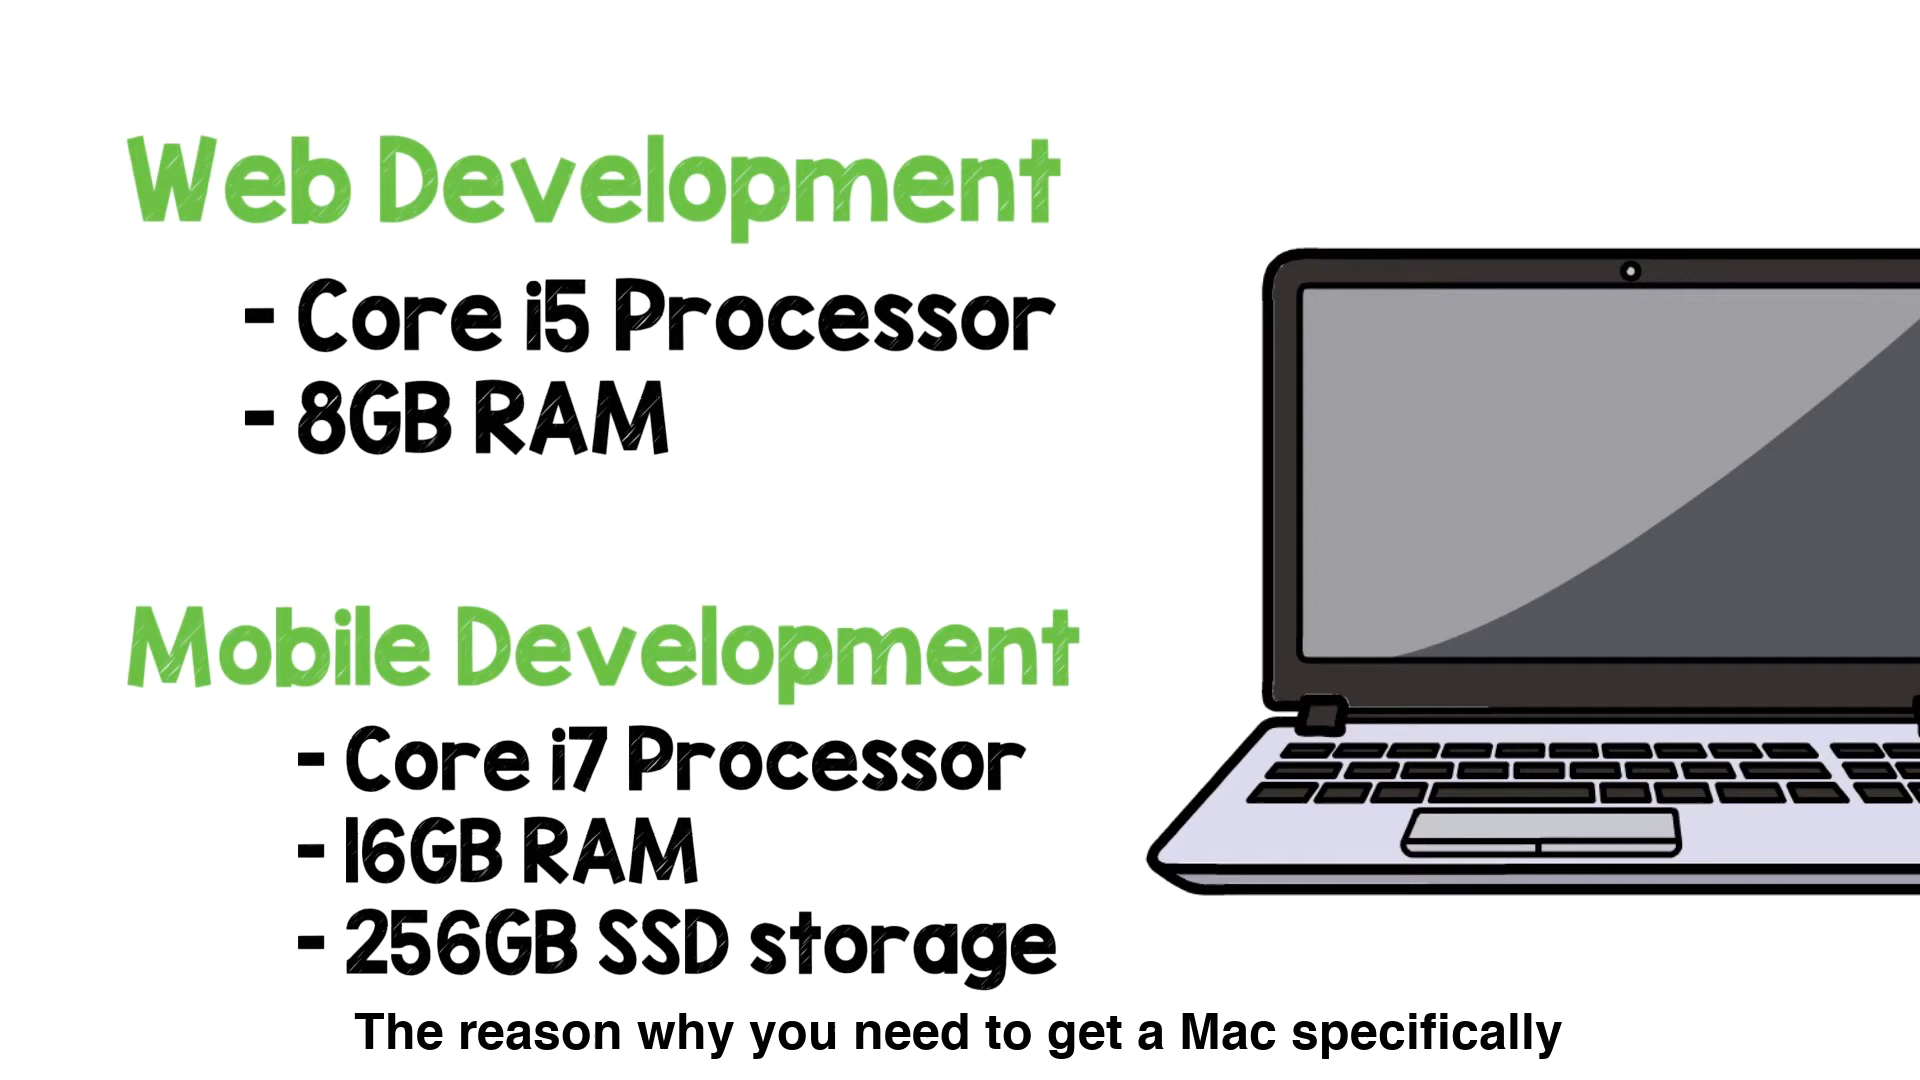 Web Development
- Core i5 Processor
- 8GB RAM
Mobile Development
- Core i7 Processor
- 16GB RAM
- 256GB SSD storage
The reason why you need to get a Mac specifically